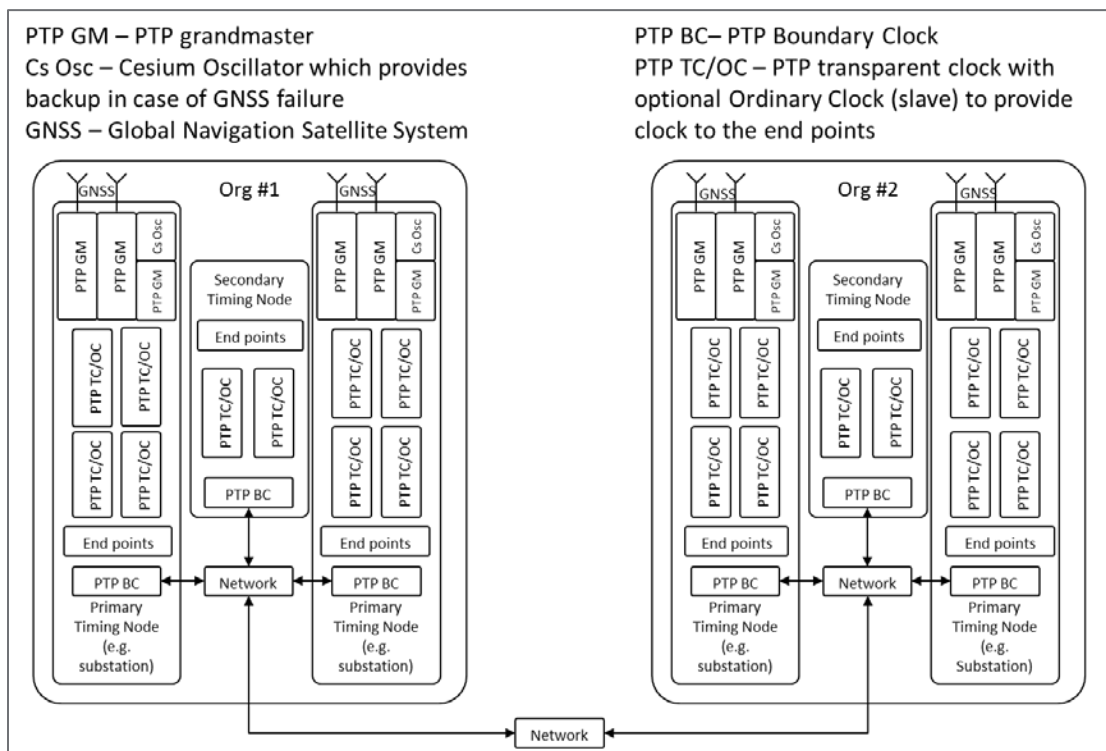 PTP GM – PTP grandmaster
Cs Osc – Cesium Oscillator which provides
backup in case of GNSS failure
GNSS – Global Navigation Satellite System
PTP BC– PTP Boundary Clock
PTP TC/OC – PTP transparent clock with
optional Ordinary Clock (slave) to provide
clock to the end points
Org #1
GNSS
PTP GM
PTP GM
Cs Osc
PTP GM
PTP TC/OC
PTP TC/OC
PTP TC/OC
PTP TC/OC
End points
PTP BC
Primary
Timing Node
(e.g.
substation)
Secondary
Timing Node
End points
PTP TC/OC
PTP TC/OC
PTP BC
Network
GNSS
PTP GM
PTP GM
Cs Osc
PTP GM
PTP TC/OC
PTP TC/OC
PTP TC/OC
PTP TC/OC
End points
PTP BC
Primary
Timing Node
(e.g.
substation)
Org #2
GNSS
PTP GM
PTP GM
Cs Osc
PTP GM
PTP TC/OC
PTP TC/OC
PTP TC/OC
PTP TC/OC
End points
PTP BC
Primary
Timing Node
(e.g.
substation)
Secondary
Timing Node
End points
PTP TC/OC
PTP TC/OC
PTP BC
Network
GNSS
PTP GM
PTP GM
Cs Osc
PTP GM
PTP TC/OC
PTP TC/OC
PTP TC/OC
PTP TC/OC
End points
PTP BC
Primary
Timing Node
(e.g.
Substation)
Network